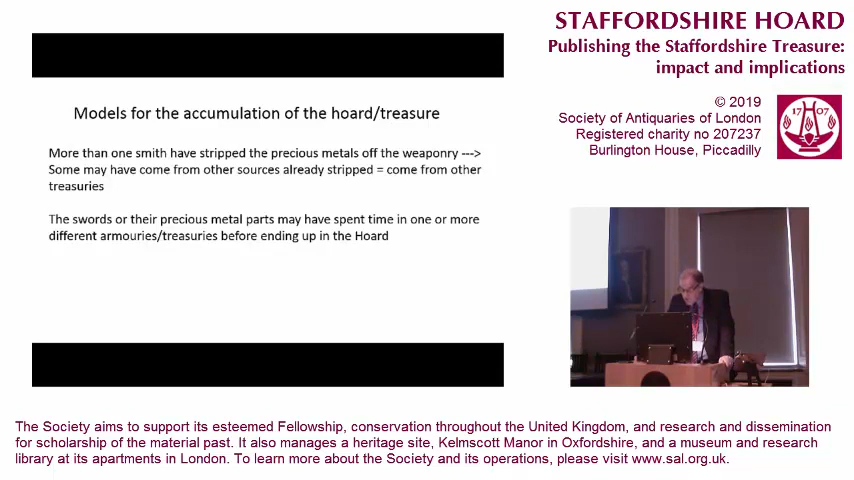 STAFFORDSHIRE HOARD
Publishing the Staffordshire Treasure:
impact and implications
© 2019
Society of Antiquaries of London
Registered charity no 207237
Burlington House, Piccadilly
17 07
Models for the accumulation of the hoard/treasure
More than one smith have stripped the precious metals off the weaponry --->
Some may have come from other sources already stripped = come from other
treasuries
The swords or their precious metal parts may have spent time in one or more
different armouries/treasuries before ending up in the Hoard
The Society aims to support its esteemed Fellowship, conservation throughout the United Kingdom, and research and dissemination
for scholarship of the material past. It also manages a heritage site, Kelmscott Manor in Oxfordshire, and a museum and research
library at its apartments in London. To learn more about the Society and its operations, please visit www.sal.org.uk.